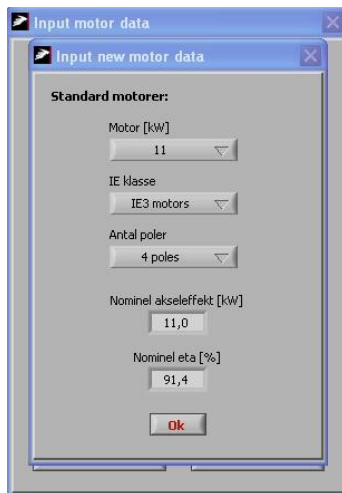 Input motor data
Input new motor data
Standard motorer:
Motor [kW]
11
IE klasse
IE3 motors
Antal poler
4 poles
Nominel akseleffekt [kW]
11,0
Nominel eta [%]
91,4
Ok